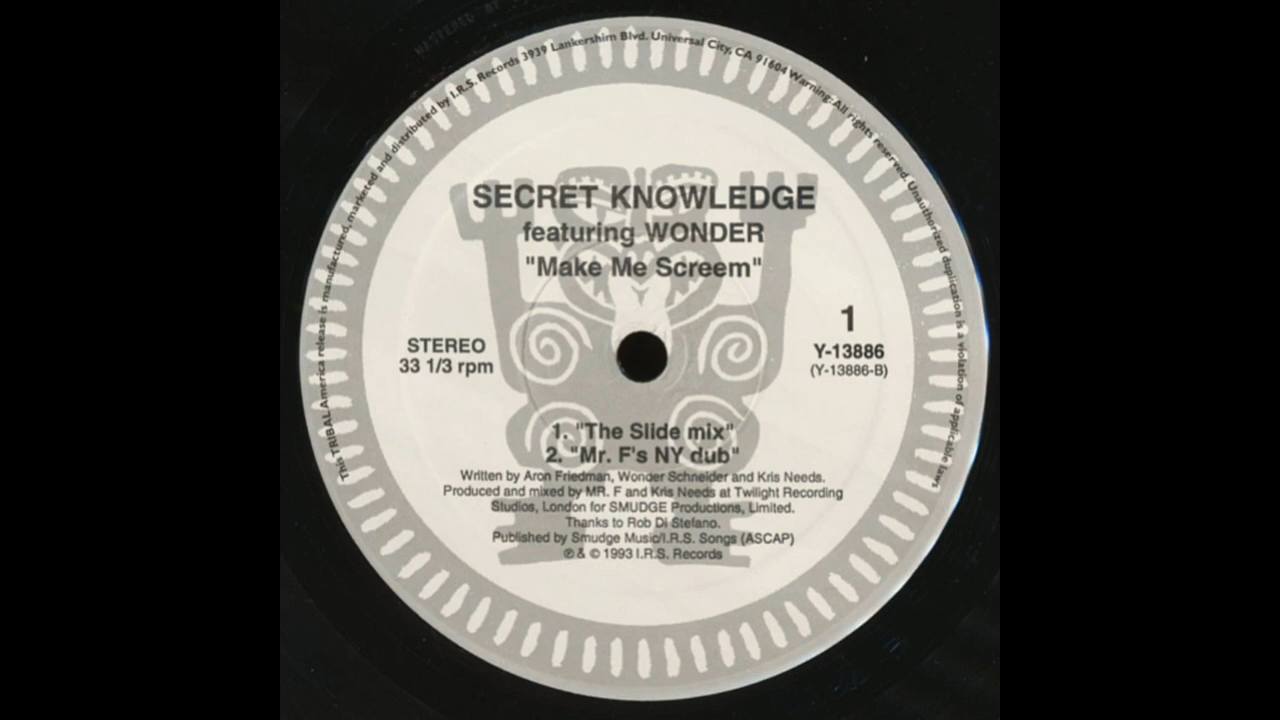 This TRIBAL America release is manufactured, marketed and distributed by I.R.S. Records 3939 Lankershim Blvd. Universal City, CA 91604 Warning: All rights reserved. Unauthorized duplication is a violation of applicable laws
SECRET KNOWLEDGE
featuring WONDER
"Make Me Screem"
1
STEREO
Y-13886
33 1/3 rpm
(Y-13886-B)
1. "The Slide mix"
2. "Mr. F's NY dub"
Written by Aron Friedman, Wonder Schneider and Kris Needs.
Produced and mixed by MR. F and Kris Needs at Twilight Recording
Studios, London for SMUDGE Productions, Limited.
Thanks to Rob Di Stefano.
Published by Smudge Music/I.R.S. Songs (ASCAP)
℗ & © 1993 I.R.S. Records